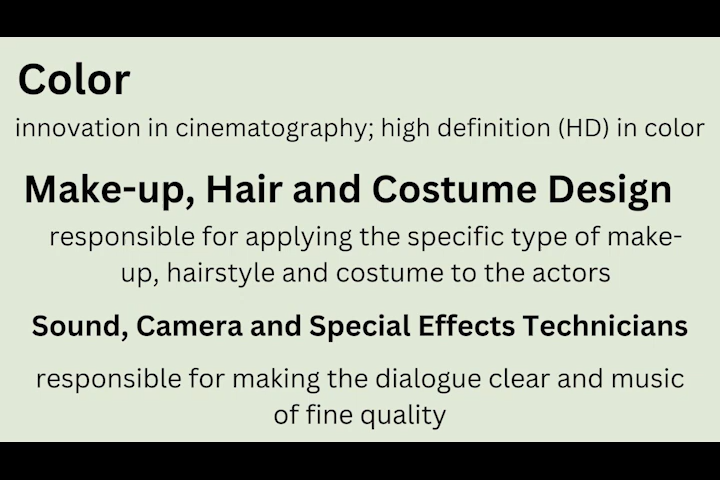 Color
innovation in cinematography; high definition (HD) in color
Make-up, Hair and Costume Design
responsible for applying the specific type of make-
up, hairstyle and costume to the actors
Sound, Camera and Special Effects Technicians
responsible for making the dialogue clear and music
of fine quality